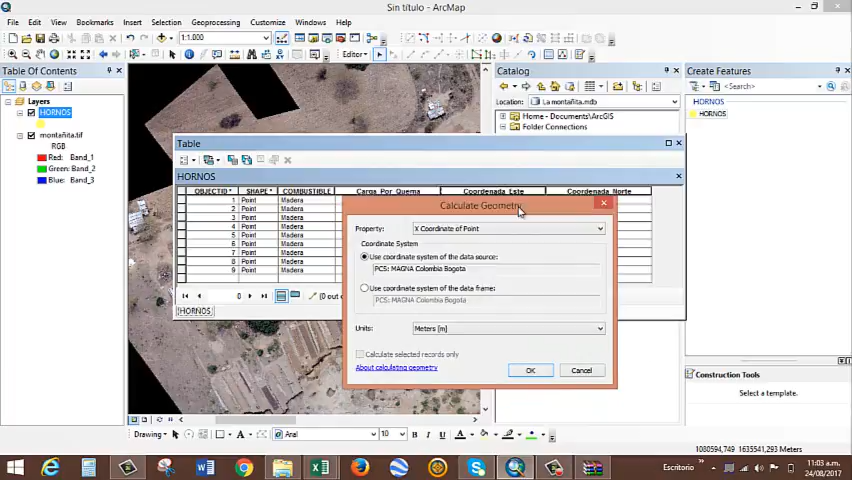 Sin título - ArcMap
File Edit View Bookmarks Insert Selection Geoprocessing Customize Windows Help
1:1.000
Editor
Table Of Contents
Layers
HORNOS
montañita.tif
RGB
Red: Band_1
Green: Band_2
Blue: Band_3
Catalog
Location: La montañita.mdb
Home - Documents\ArcGIS
Folder Connections
Create Features
<Search>
HORNOS
HORNOS
Table
HORNOS
OBJECTID * SHAPE * COMBUSTIBLE Carga_Por_Quema Coordenada_Este Coordenada_Norte
1 Point Madera
2 Point Madera
3 Point Madera
4 Point Madera
5 Point Madera
6 Point Madera
7 Point Madera
8 Point Madera
9 Point Madera
0
(0 out
HORNOS
Calculate Geometry
Property: X Coordinate of Point
Coordinate System
Use coordinate system of the data source:
PCS: MAGNA Colombia Bogota
Use coordinate system of the data frame:
PCS: MAGNA Colombia Bogota
Units: Meters [m]
Calculate selected records only
About calculating geometry
OK Cancel
Construction Tools
Select a template.
Drawing Arial 10 B I U A
1080594,749 1635541,293 Meters
Escritorio
11:03 a.m.
24/08/2017